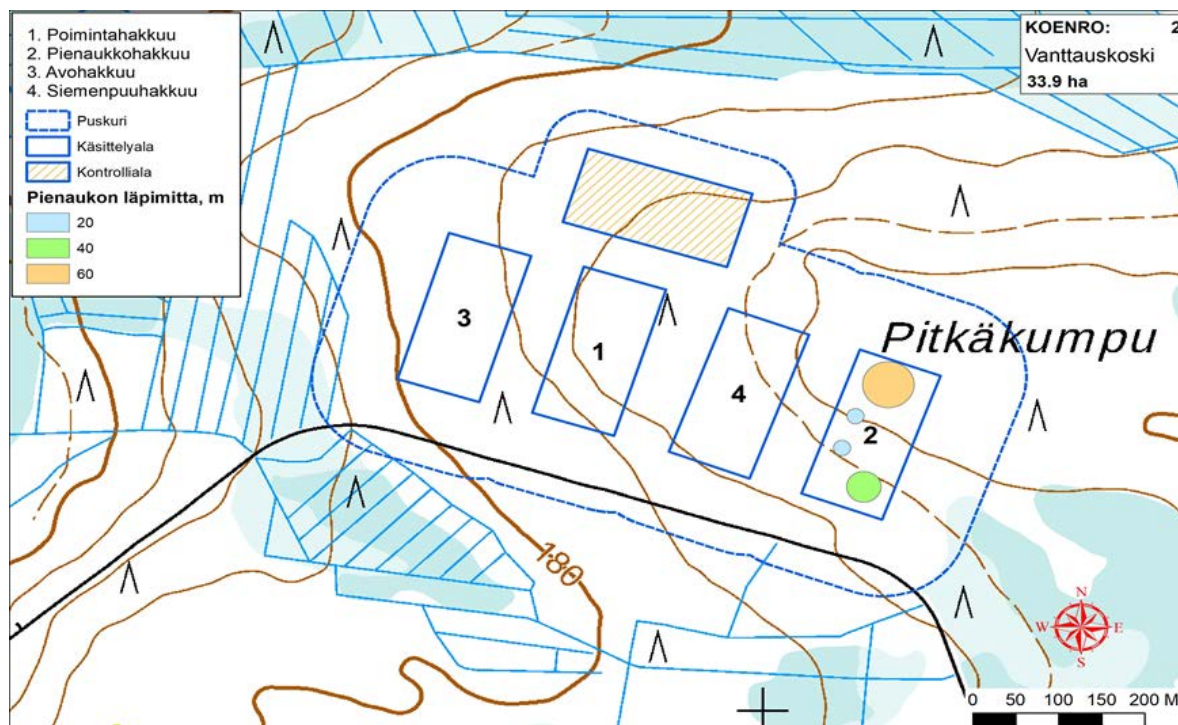 1. Poimintahakkuu
2. Pienaukkohakkuu
3. Avohakkuu
4. Siemenpuuhakkuu
Puskuri
Käsittelyala
Kontrolliala
Pienaukon läpimitta, m
20
40
60
KOENRO: 2
Vanttauskoski
33.9 ha
3
1
4
2
Pitkäkumpu
180
N
W E
S
0 50 100 150 200 M